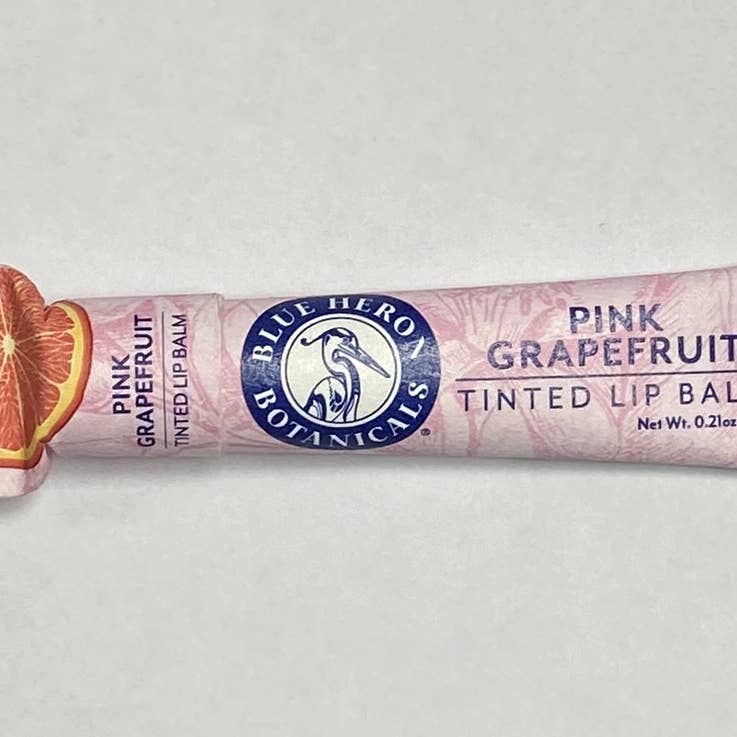 PINK
GRAPEFRUIT
TINTED LIP BALM
BLUE HERON
BOTANICALS®
PINK
GRAPEFRUIT
TINTED LIP BAL
Net Wt. 0.21oz